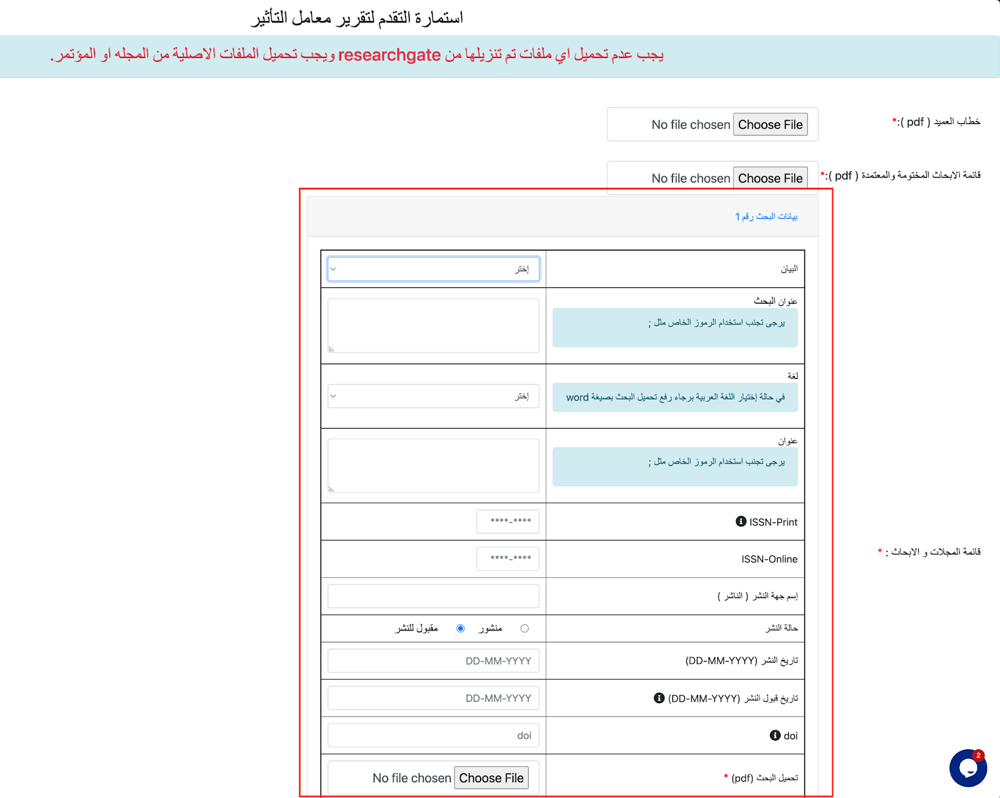 استمارة التقدم لتقرير معامل التأثير
يجب عدم تحميل اي ملفات تم تنزيلها من researchgate ويجب تحميل الملفات الاصلية من المجله او المؤتمر.
خطاب العميد ( pdf ):*
Choose File No file chosen
قائمة الابحاث المختومة والمعتمدة ( pdf ):*
Choose File No file chosen
قائمة المجلات و الابحاث : *
بيانات البحث رقم 1
البيان
إختر
عنوان البحث
يرجى تجنب استخدام الرموز الخاص مثل ;
لغة
في حالة إختيار اللغة العربية برجاء رفع تحميل البحث بصيغة word
إختر
عنوان
يرجى تجنب استخدام الرموز الخاص مثل ;
ISSN-Print
****-****
ISSN-Online
****-****
إسم جهة النشر ( الناشر )
حالة النشر
منشور
مقبول للنشر
تاريخ النشر (DD-MM-YYYY)
DD-MM-YYYY
تاريخ قبول النشر (DD-MM-YYYY)
DD-MM-YYYY
doi
doi
تحميل البحث (pdf) *
Choose File No file chosen
2